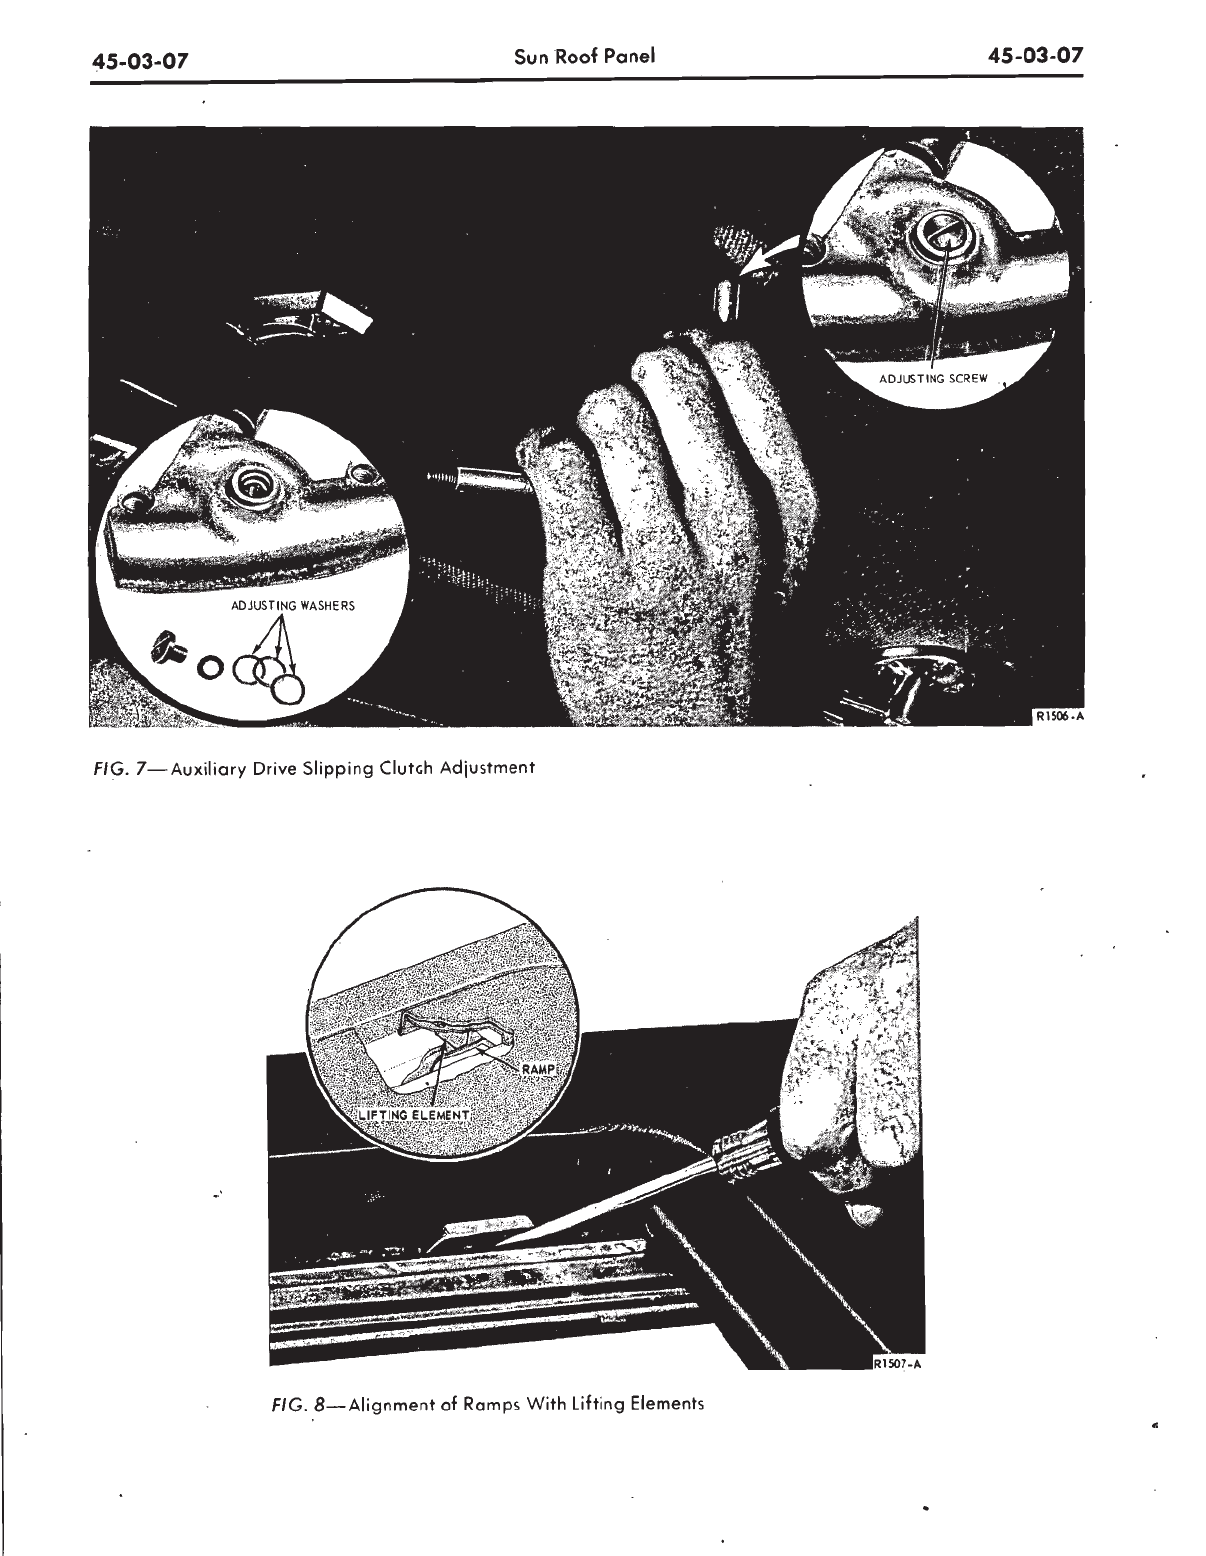 45-03-07
Sun Roof Panel
45-03-07
ADJUSTING SCREW
ADJUSTING WASHERS
R1506-A
FIG. 7—Auxiliary Drive Slipping Clutch Adjustment
RAMP
LIFTING ELEMENT
R1507-A
FIG. 8—Alignment of Ramps With Lifting Elements